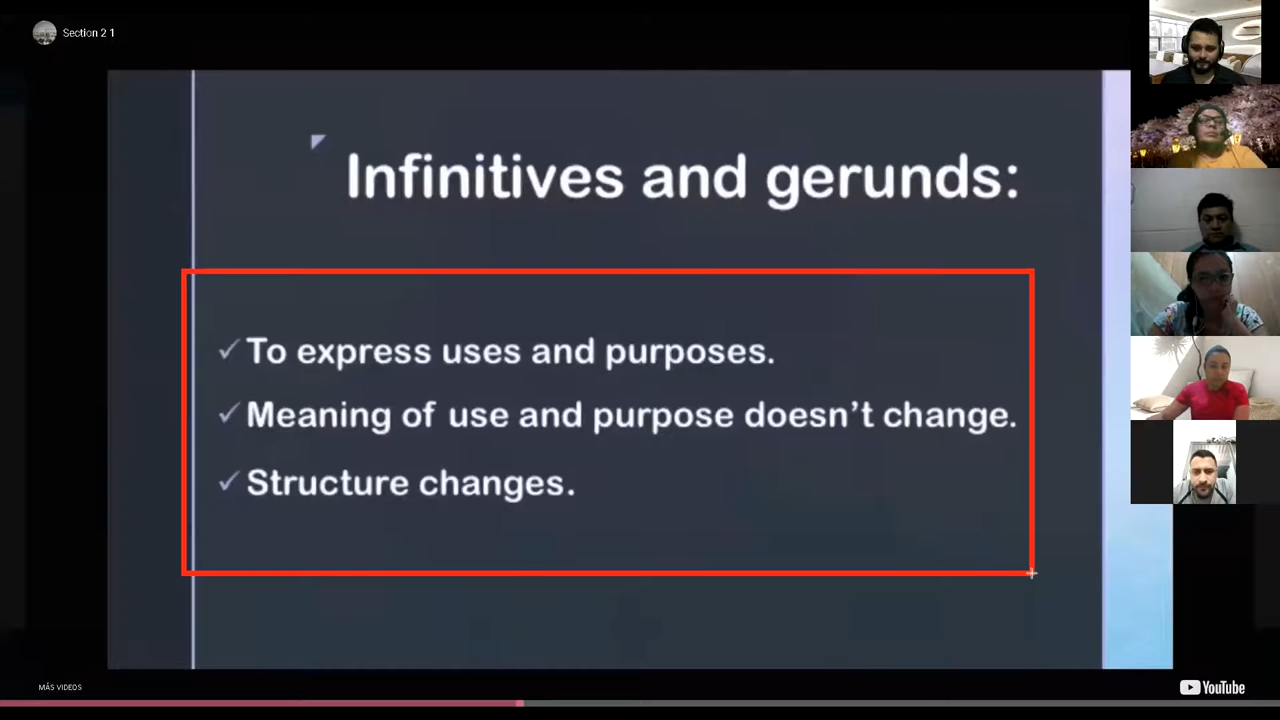 Section 2 1
Infinitives and gerunds:
To express uses and purposes.
Meaning of use and purpose doesn't change.
Structure changes.
MÁS VIDEOS
YouTube